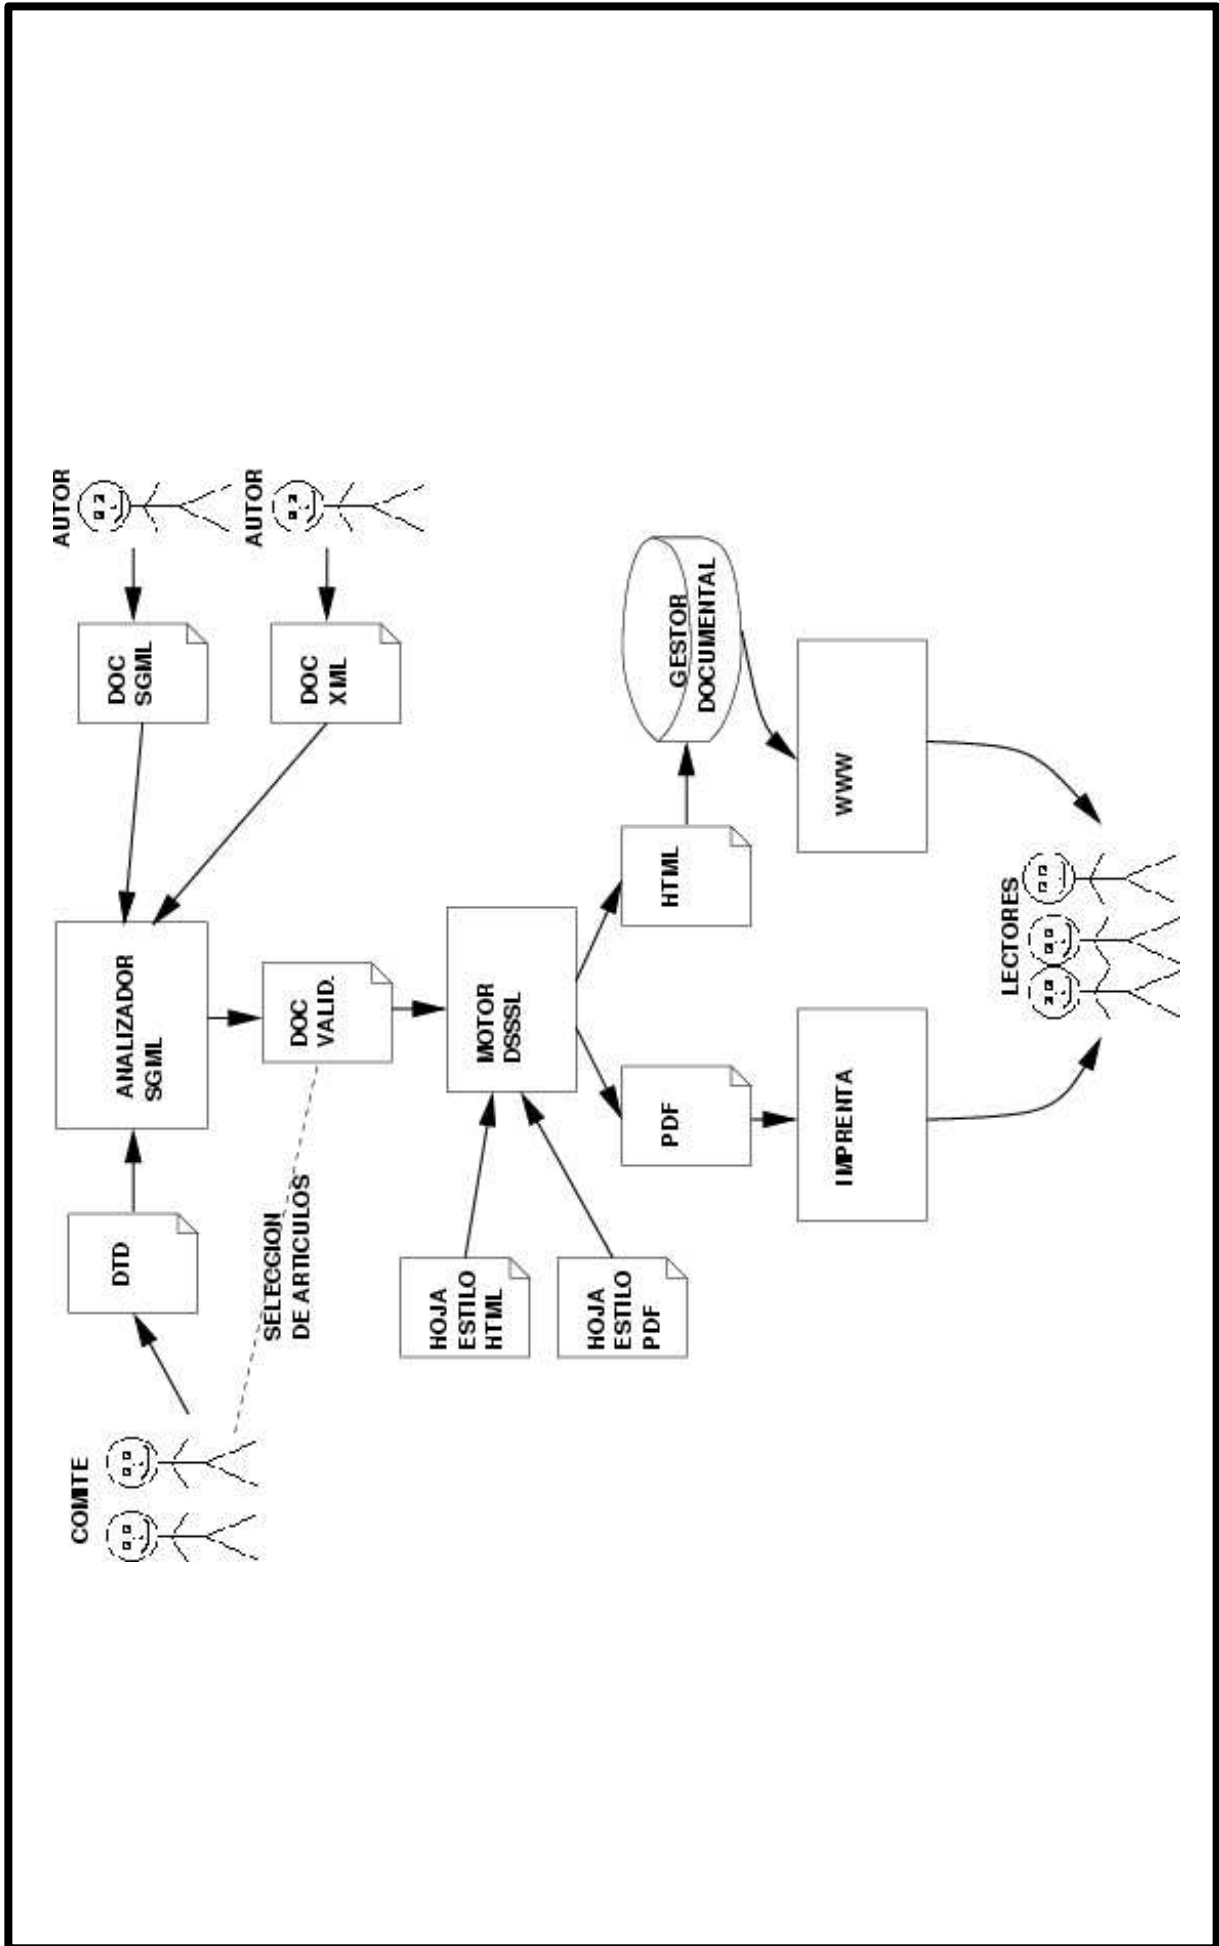 COMITE
DTD
ANALIZADOR
SGML
DOC
SGML
AUTOR
DOC
XML
AUTOR
SELECCION
DE ARTICULOS
DOC
VALID.
HOJA
ESTILO
HTML
HOJA
ESTILO
PDF
MOTOR
DSSSL
PDF
HTML
GESTOR
DOCUMENTAL
IMPRENTA
WWW
LECTORES